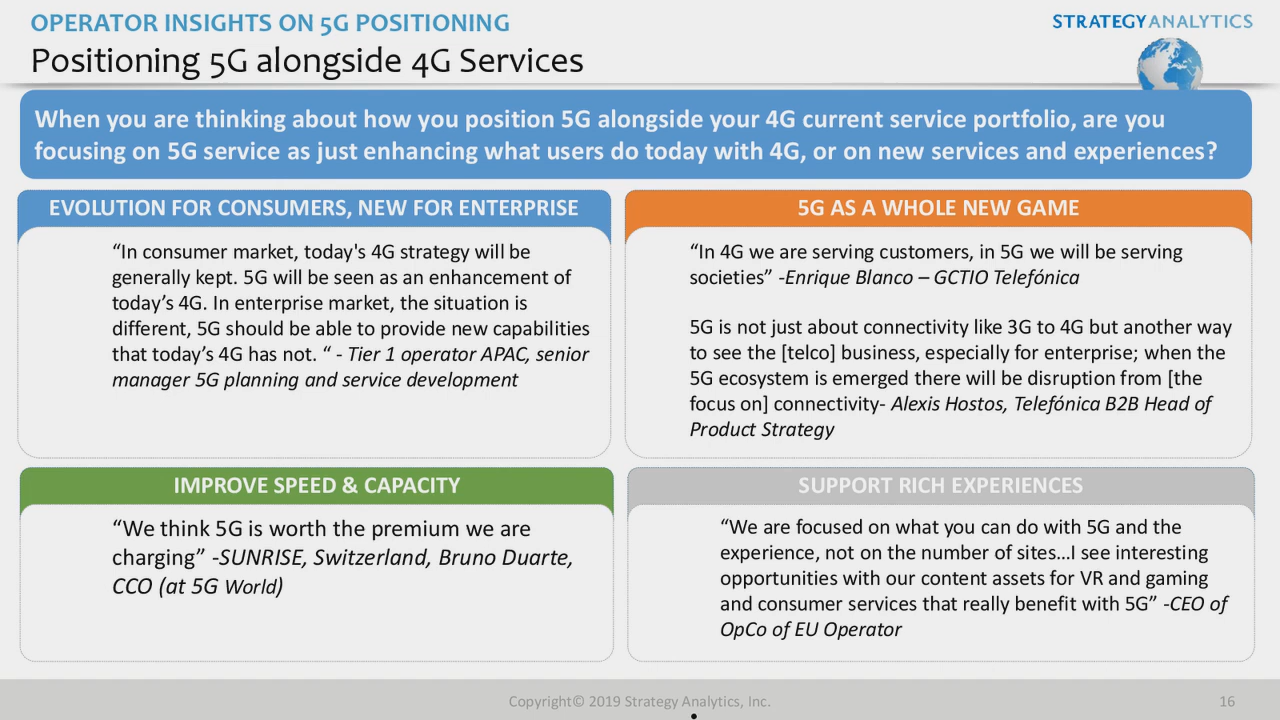 OPERATOR INSIGHTS ON 5G POSITIONING
STRATEGYANALYTICS
Positioning 5G alongside 4G Services
When you are thinking about how you position 5G alongside your 4G current service portfolio, are you
focusing on 5G service as just enhancing what users do today with 4G, or on new services and experiences?
EVOLUTION FOR CONSUMERS, NEW FOR ENTERPRISE
“In consumer market, today's 4G strategy will be
generally kept. 5G will be seen as an enhancement of
today’s 4G. In enterprise market, the situation is
different, 5G should be able to provide new capabilities
that today’s 4G has not. “ - Tier 1 operator APAC, senior
manager 5G planning and service development
5G AS A WHOLE NEW GAME
“In 4G we are serving customers, in 5G we will be serving
societies” -Enrique Blanco – GCTIO Telefónica
5G is not just about connectivity like 3G to 4G but another way
to see the [telco] business, especially for enterprise; when the
5G ecosystem is emerged there will be disruption from [the
focus on] connectivity- Alexis Hostos, Telefónica B2B Head of
Product Strategy
IMPROVE SPEED & CAPACITY
“We think 5G is worth the premium we are
charging” -SUNRISE, Switzerland, Bruno Duarte,
CCO (at 5G World)
SUPPORT RICH EXPERIENCES
“We are focused on what you can do with 5G and the
experience, not on the number of sites…I see interesting
opportunities with our content assets for VR and gaming
and consumer services that really benefit with 5G” -CEO of
OpCo of EU Operator
Copyright© 2019 Strategy Analytics, Inc.
16